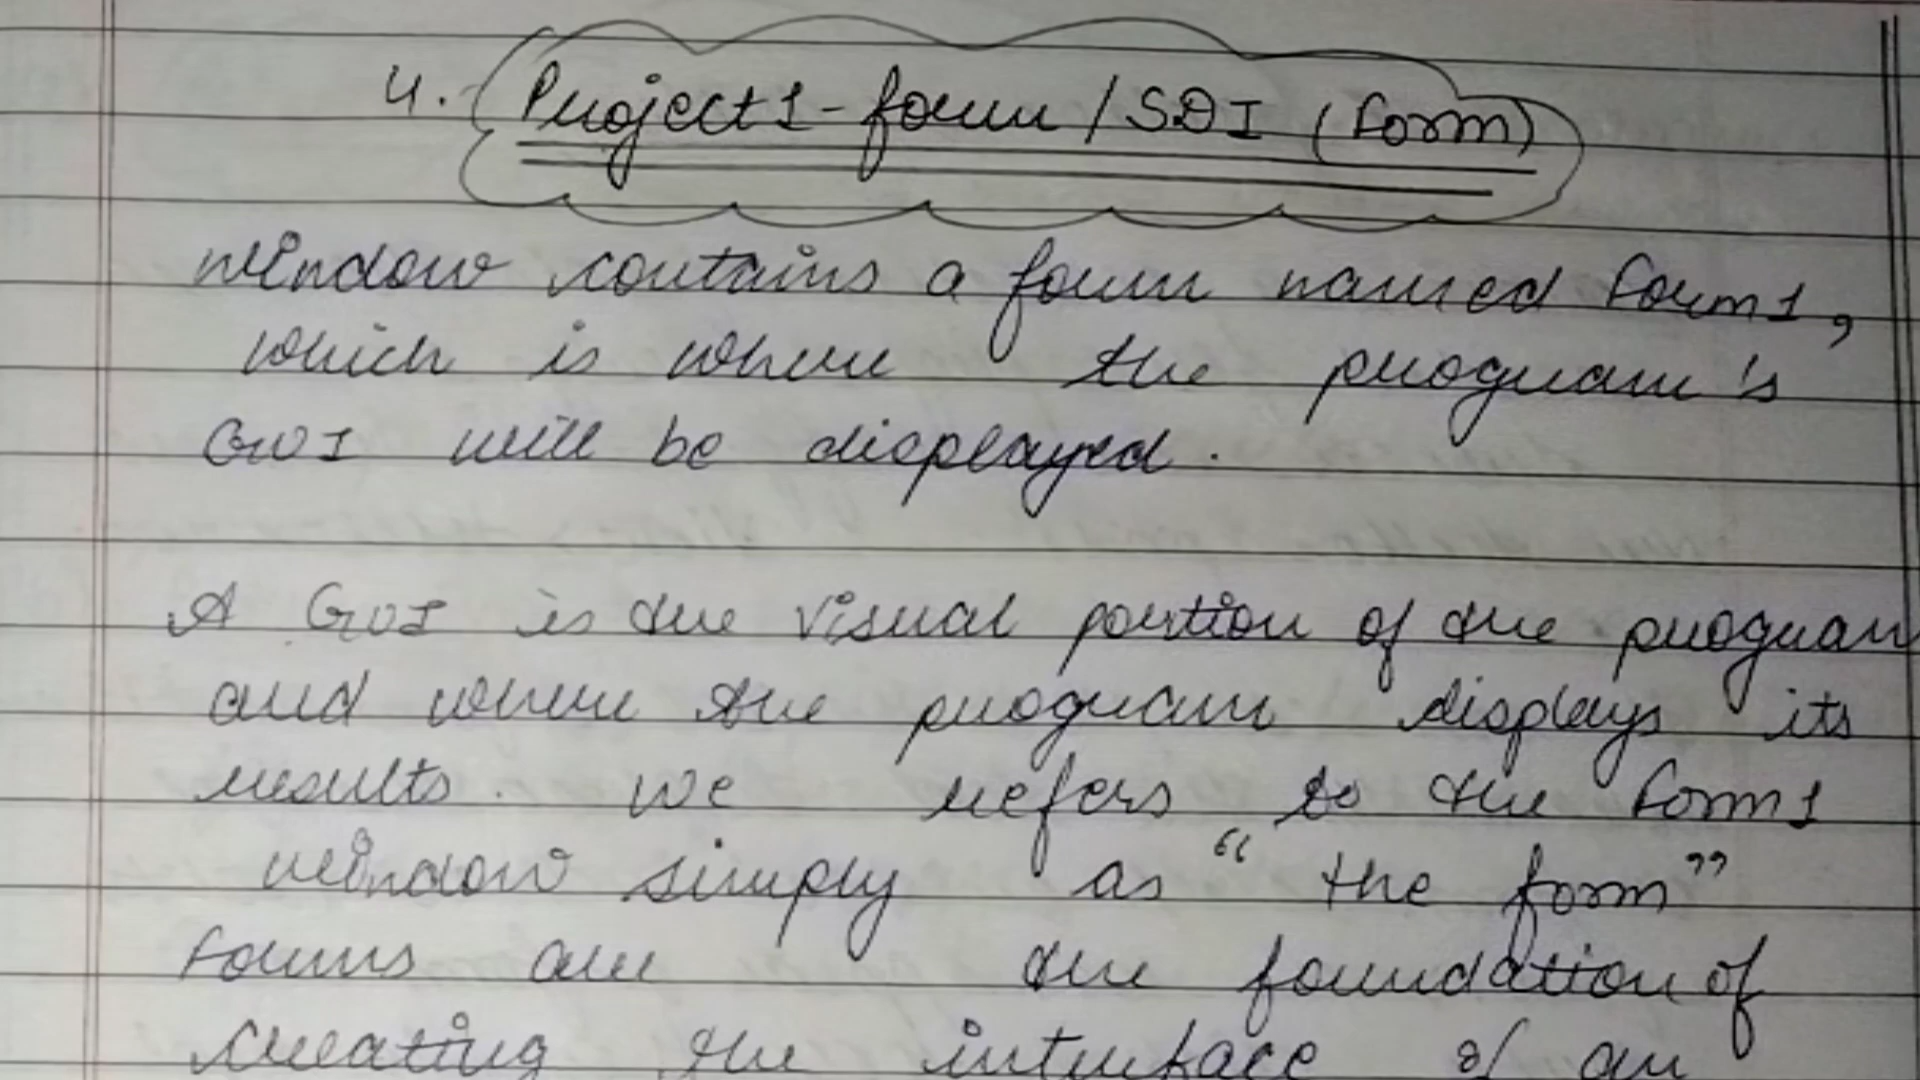 4. Project1-form / SDI (Form)
window contains a form named Form1,
which is where the program's
GUI will be displayed.
A GUI is the visual portion of the program
and where the program displays its
results. we refers to the Form1
window simply as "the form"
Forms are the foundation of
creating the interface of an